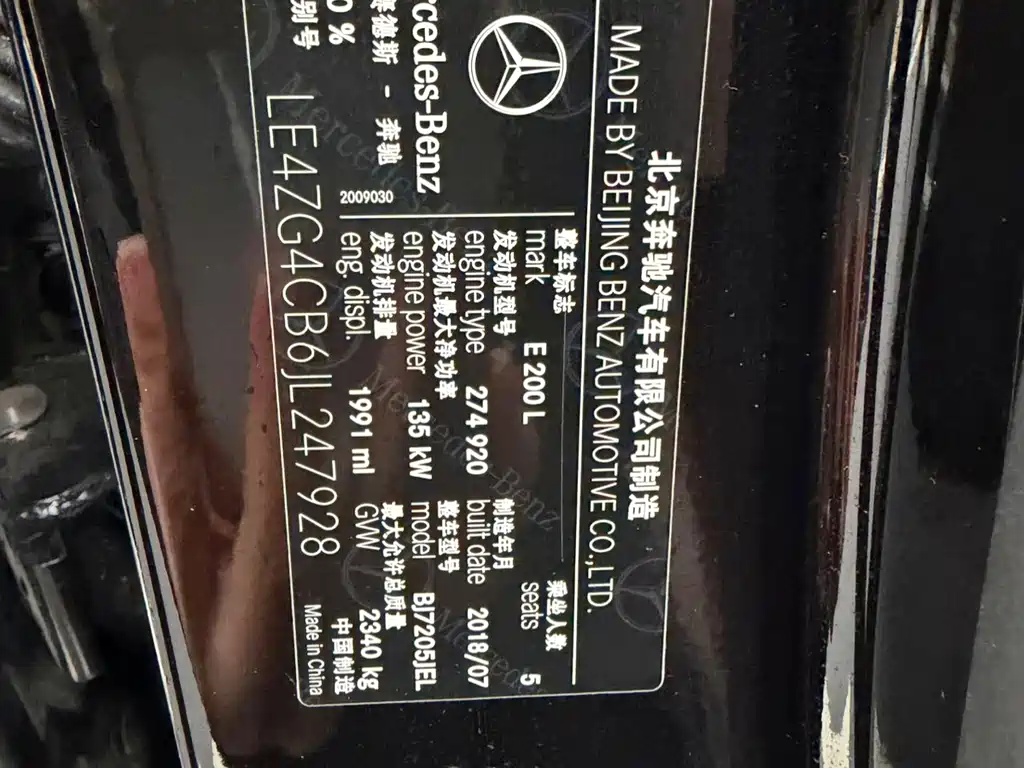 北京奔驰汽车有限公司制造
MADE BY BEIJING BENZ AUTOMOTIVE CO.,LTD.
整车标志
mark E 200 L
乘坐人数
seats 5
发动机型号
engine type 274 920
制造年月
built date 2018/07
发动机最大净功率
engine power 135 kW
整车型号
model BJ7205JEL
发动机排量
eng. displ. 1991 ml
最大允许总质量
GVW 2340 kg
rcedes-Benz
赛德斯 - 奔驰
2009030
0 %
别号
LE4ZG4CB6JL247928
中国制造
Made in China